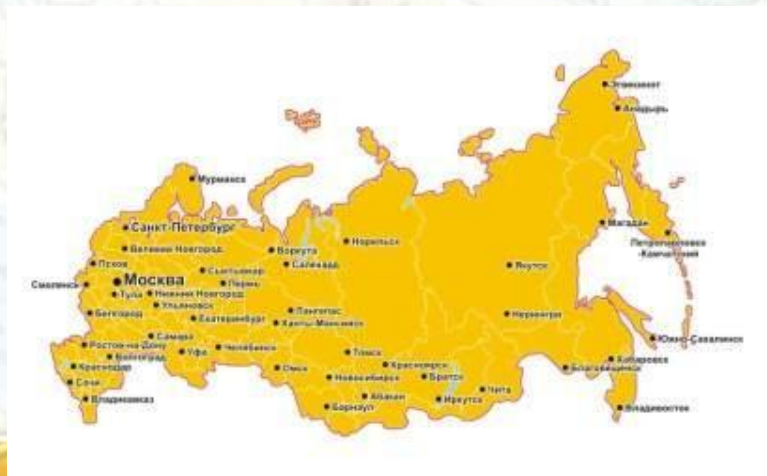 Эгвекинот
Анадырь
Мурманск
Санкт-Петербург
Магадан
Великий Новгород
Воркута
Норильск
Петропавловск
-Камчатский
Псков
Салехард
Сыктывкар
Якутск
Москва
Пермь
Смоленск
Тула
Нижний Новгород
Ульяновск
Лангепас
Белгород
Екатеринбург
Нерюнгри
Ханты-Мансийск
Самара
Южно-Сахалинск
Ростов-на-Дону
Челябинск
Уфа
Томск
Волгоград
Хабаровск
Краснодар
Красноярск
Омск
Благовещенск
Новосибирск
Братск
Сочи
Чита
Абакан
Владикавказ
Иркутск
Барнаул
Владивосток